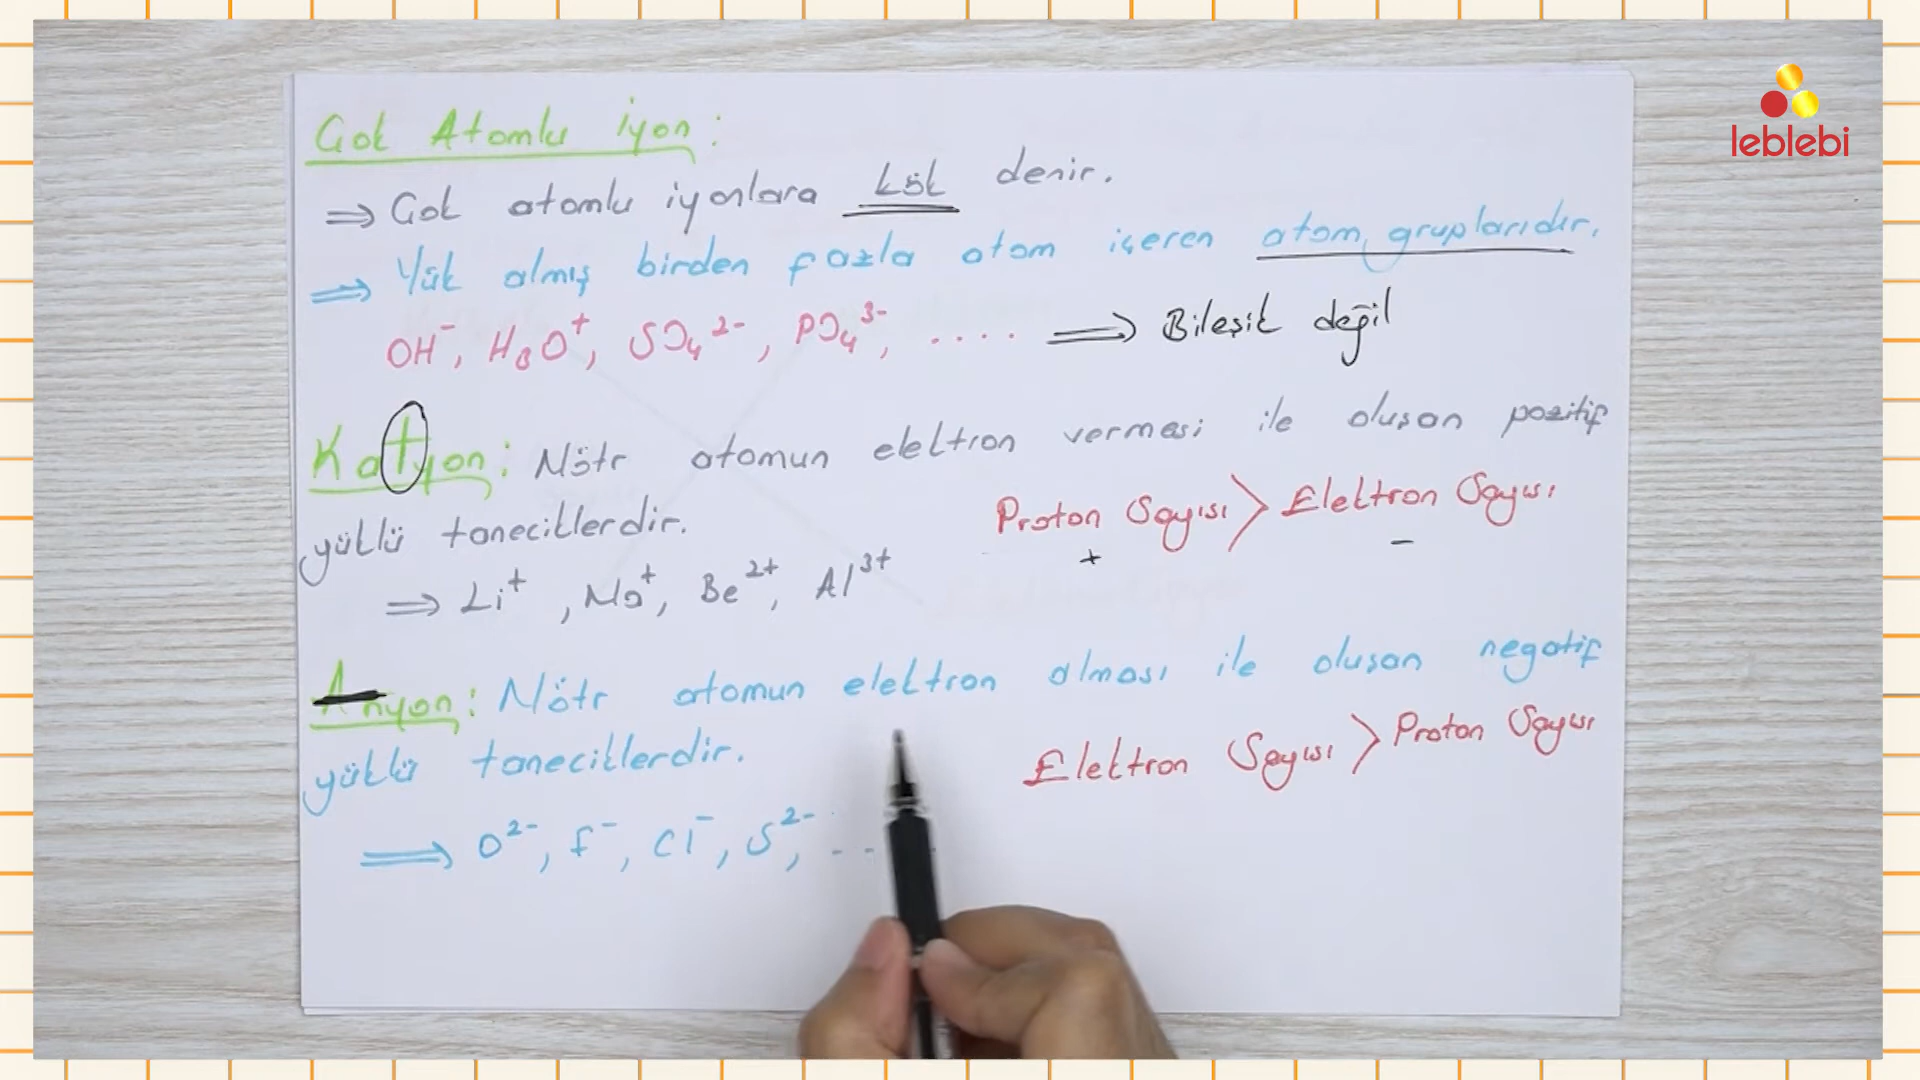 Çok Atomlu iyon:
⇒ Çok atomlu iyonlara kök denir.
⇒ Yük almış birden fazla atom içeren atom gruplarıdır.
OH⁻, H₃O⁺, SO₄²⁻, PO₄³⁻, .... ⇒ Bileşik değil
Katyon: Nötr atomun elektron vermesi ile oluşan pozitif
yüklü taneciklerdir.
Proton Sayısı > Elektron Sayısı
+ −
⇒ Li⁺, Na⁺, Be²⁺, Al³⁺
Anyon: Nötr atomun elektron alması ile oluşan negatif
yüklü taneciklerdir.
Elektron Sayısı > Proton Sayısı
⇒ O²⁻, F⁻, Cl⁻, S²⁻, ...
leblebi